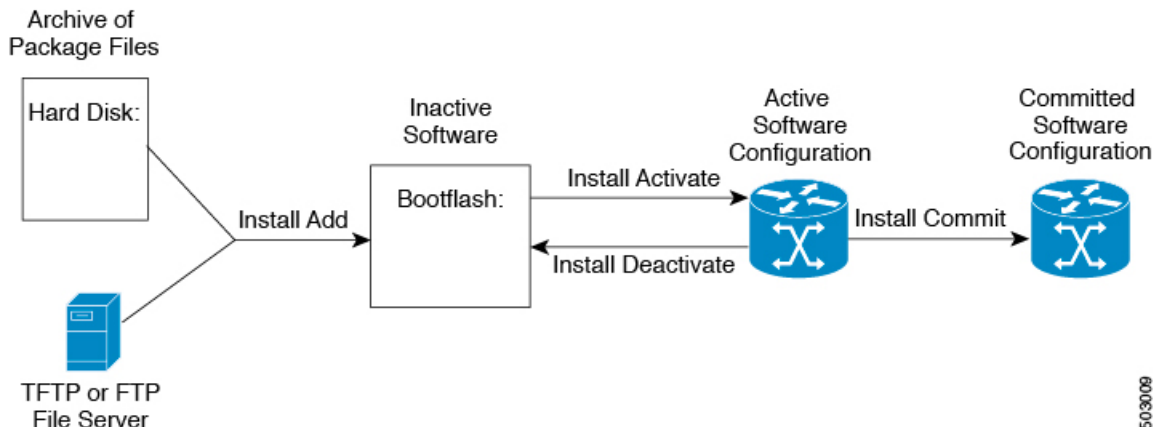 Archive of
Package Files
Hard Disk:
TFTP or FTP
File Server
Install Add
Inactive
Software
Bootflash:
Install Activate
Install Deactivate
Active
Software
Configuration
Install Commit
Committed
Software
Configuration
503009